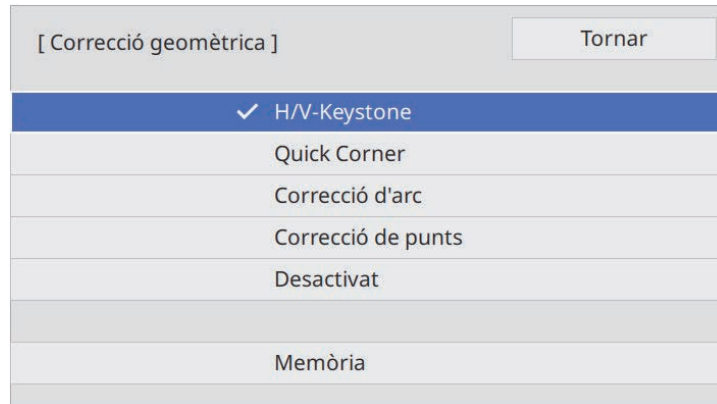 [ Correcció geomètrica ]
Tornar
H/V-Keystone
Quick Corner
Correcció d'arc
Correcció de punts
Desactivat
Memòria